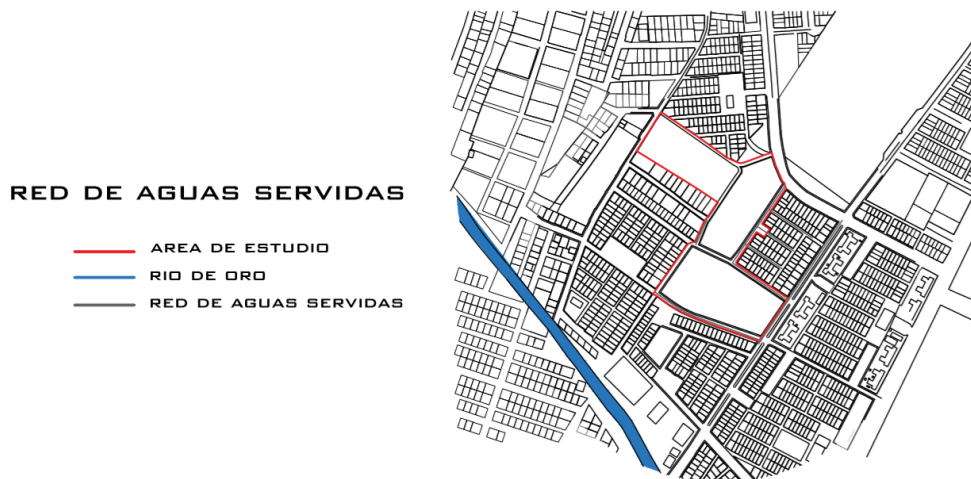 RED DE AGUAS SERVIDAS
AREA DE ESTUDIO
RIO DE ORO
RED DE AGUAS SERVIDAS